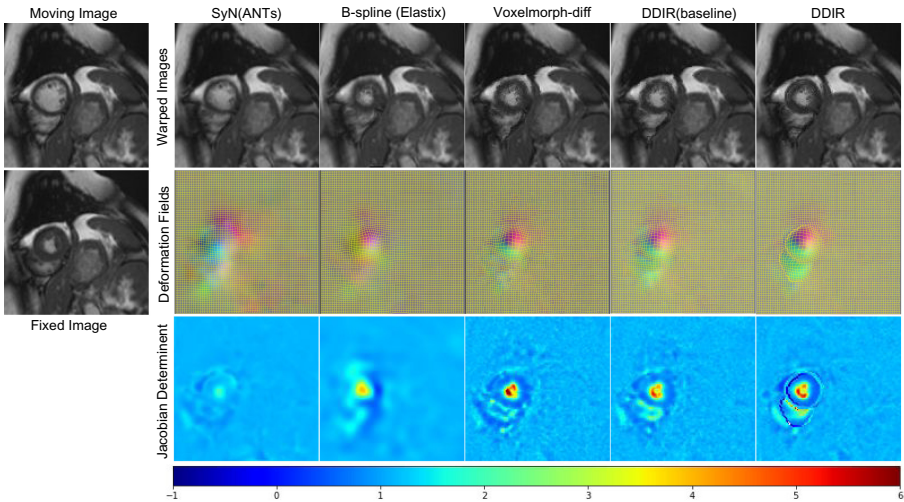 Moving Image
SyN(ANTs)
B-spline (Elastix)
Voxelmorph-diff
DDIR(baseline)
DDIR
Warped Images
Deformation Fields
Fixed Image
Jacobian Determinent
−1
0
1
2
3
4
5
6